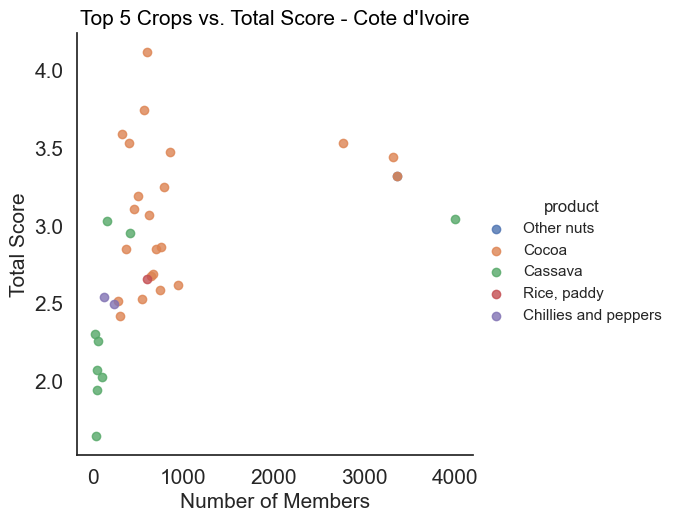 Top 5 Crops vs. Total Score - Cote d'Ivoire
4.0
3.5
3.0
2.5
2.0
Total Score
0 1000 2000 3000 4000
Number of Members
product
Other nuts
Cocoa
Cassava
Rice, paddy
Chillies and peppers